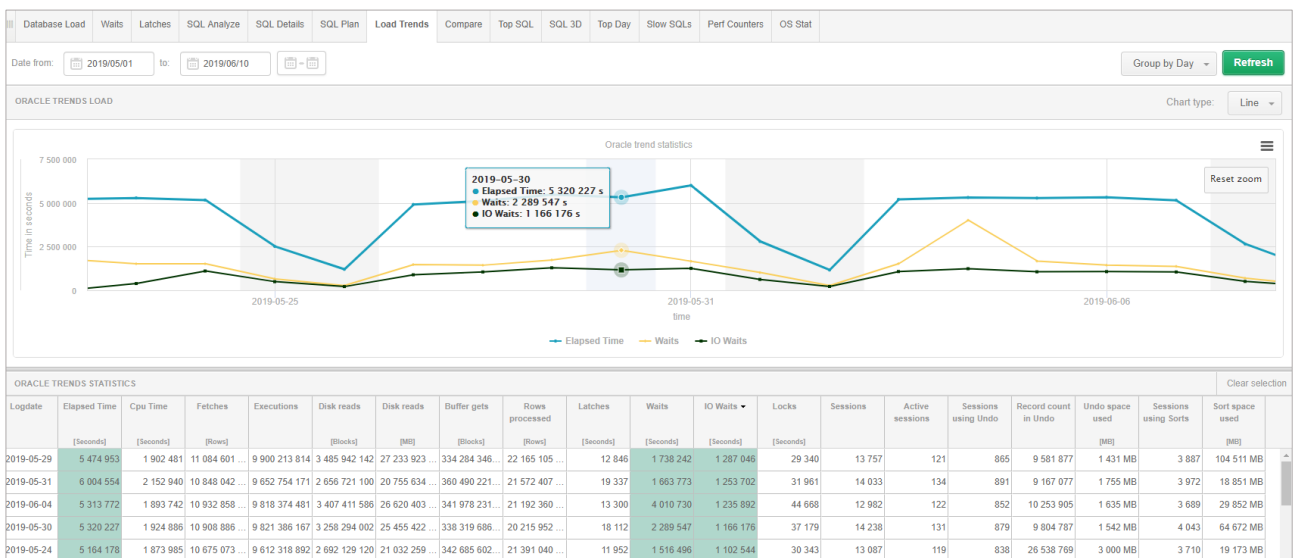 Database Load Waits Latches SQL Analyze SQL Details SQL Plan Load Trends Compare Top SQL SQL 3D Top Day Slow SQLs Perf Counters OS Stat
Date from: 2019/05/01 to: 2019/06/10 Group by Day Refresh
ORACLE TRENDS LOAD Chart type: Line
Oracle trend statistics
Reset zoom
7 500 000
5 000 000
2 500 000
0
Time in seconds
2019-05-30
Elapsed Time: 5 320 227 s
Waits: 2 289 547 s
IO Waits: 1 166 176 s
2019-05-25 2019-05-31 2019-06-06
time
Elapsed Time Waits IO Waits
ORACLE TRENDS STATISTICS Clear selection
Logdate Elapsed Time Cpu Time Fetches Executions Disk reads Disk reads Buffer gets Rows processed Latches Waits IO Waits Locks Sessions Active sessions Sessions using Undo Record count in Undo Undo space used Sessions using Sorts Sort space used
[Seconds] [Seconds] [Rows] [Blocks] [MB] [Blocks] [Rows] [Seconds] [Seconds] [Seconds] [Seconds] [MB] [MB]
2019-05-29 5 474 953 1 902 481 11 084 601 ... 9 900 213 814 3 485 942 142 27 233 923 ... 334 284 346... 22 165 105 ... 12 846 1 738 242 1 287 046 29 340 13 757 121 865 9 581 877 1 431 MB 3 887 104 511 MB
2019-05-31 6 004 554 2 152 940 10 848 042 ... 9 652 754 171 2 656 721 100 20 755 634 ... 360 490 221... 21 572 407 ... 19 337 1 663 773 1 253 702 31 961 14 033 134 891 9 167 077 1 755 MB 3 972 18 851 MB
2019-06-04 5 313 772 1 893 742 10 932 858 ... 9 818 374 481 3 407 411 586 26 620 403 ... 341 978 231... 21 192 360 ... 13 300 4 010 730 1 235 892 44 668 12 982 122 852 10 253 905 1 635 MB 3 689 29 852 MB
2019-05-30 5 320 227 1 924 886 10 908 886 ... 9 821 386 167 3 258 294 002 25 455 422 ... 338 319 686... 20 215 952 ... 18 112 2 289 547 1 166 176 37 179 14 238 131 879 9 804 787 1 542 MB 4 043 64 672 MB
2019-05-24 5 164 178 1 873 985 10 675 073 ... 9 612 318 892 2 692 129 120 21 032 259 ... 342 685 602... 21 391 040 ... 11 952 1 516 496 1 102 544 30 343 13 087 119 838 26 538 769 3 000 MB 3 710 19 173 MB